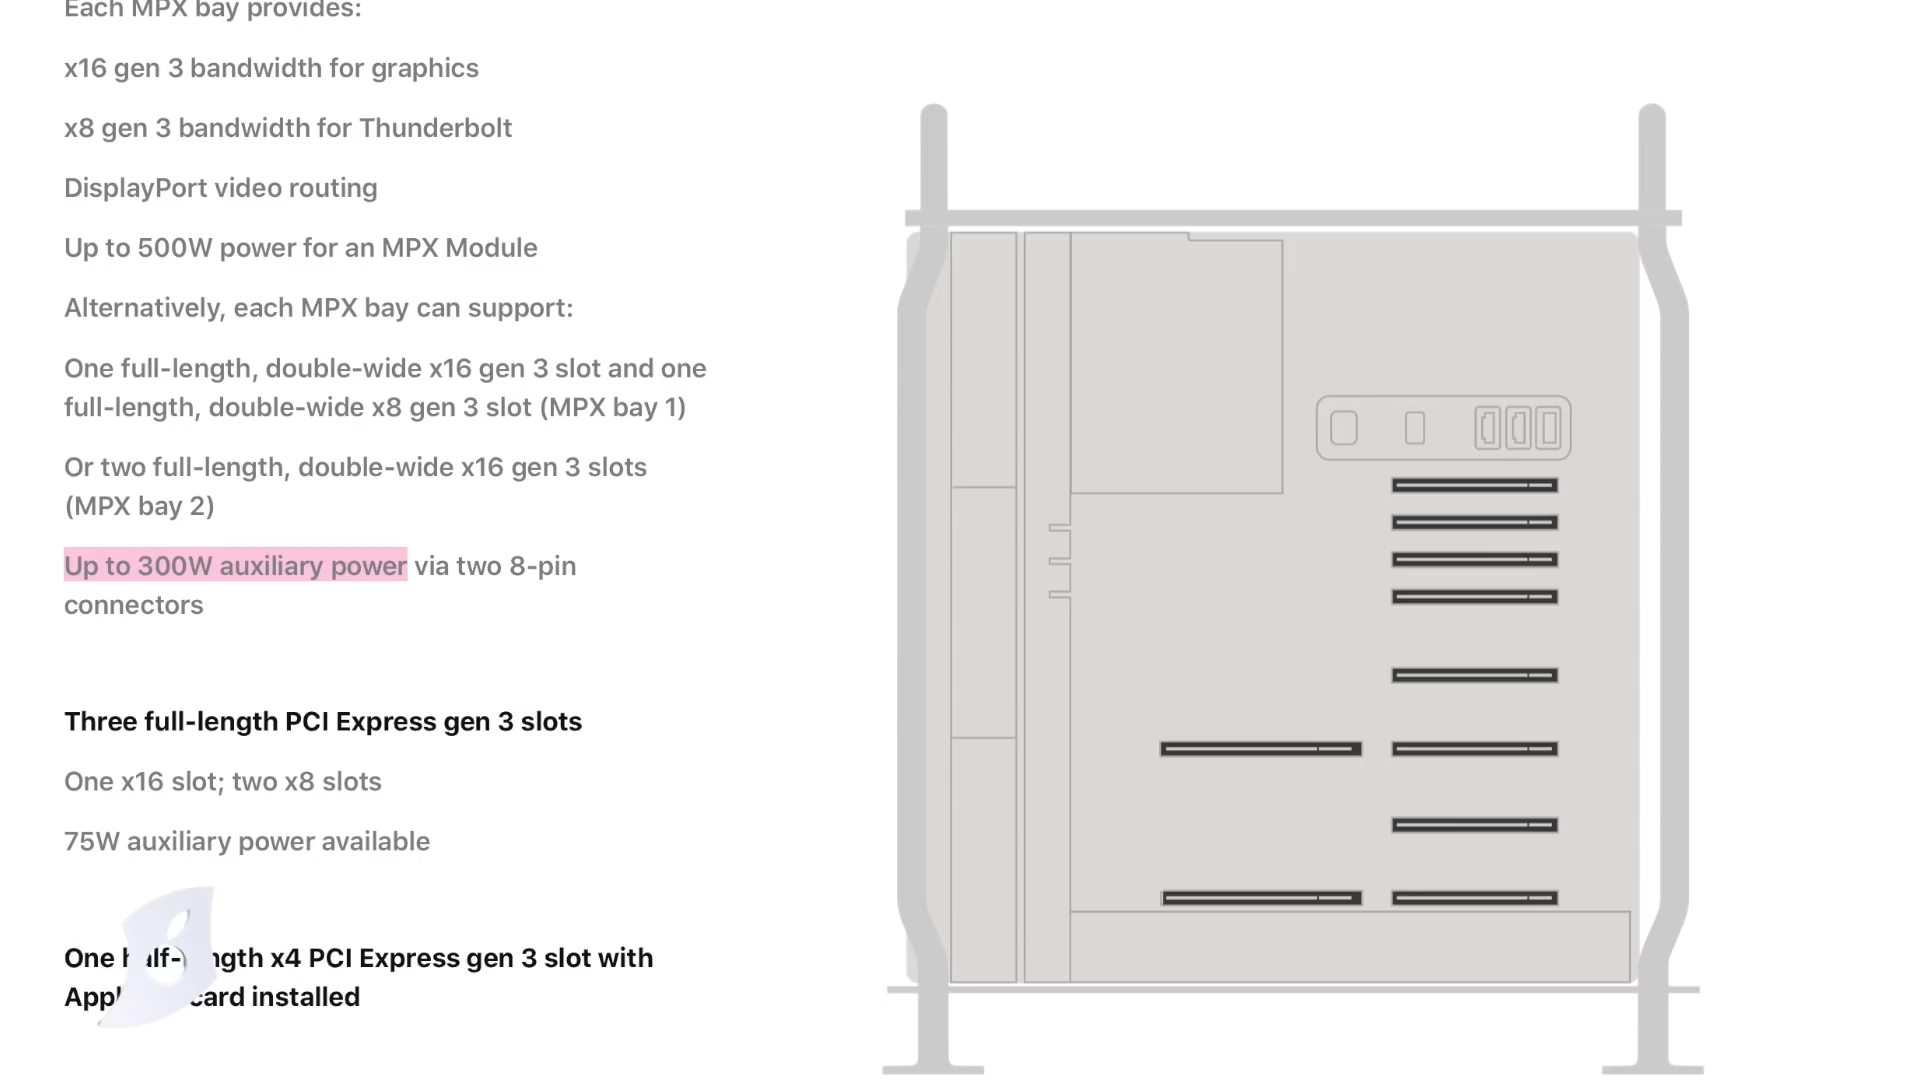 Each MPX bay provides:
x16 gen 3 bandwidth for graphics
x8 gen 3 bandwidth for Thunderbolt
DisplayPort video routing
Up to 500W power for an MPX Module
Alternatively, each MPX bay can support:
One full-length, double-wide x16 gen 3 slot and one
full-length, double-wide x8 gen 3 slot (MPX bay 1)
Or two full-length, double-wide x16 gen 3 slots
(MPX bay 2)
Up to 300W auxiliary power via two 8-pin
connectors
Three full-length PCI Express gen 3 slots
One x16 slot; two x8 slots
75W auxiliary power available
One half-length x4 PCI Express gen 3 slot with
card installed